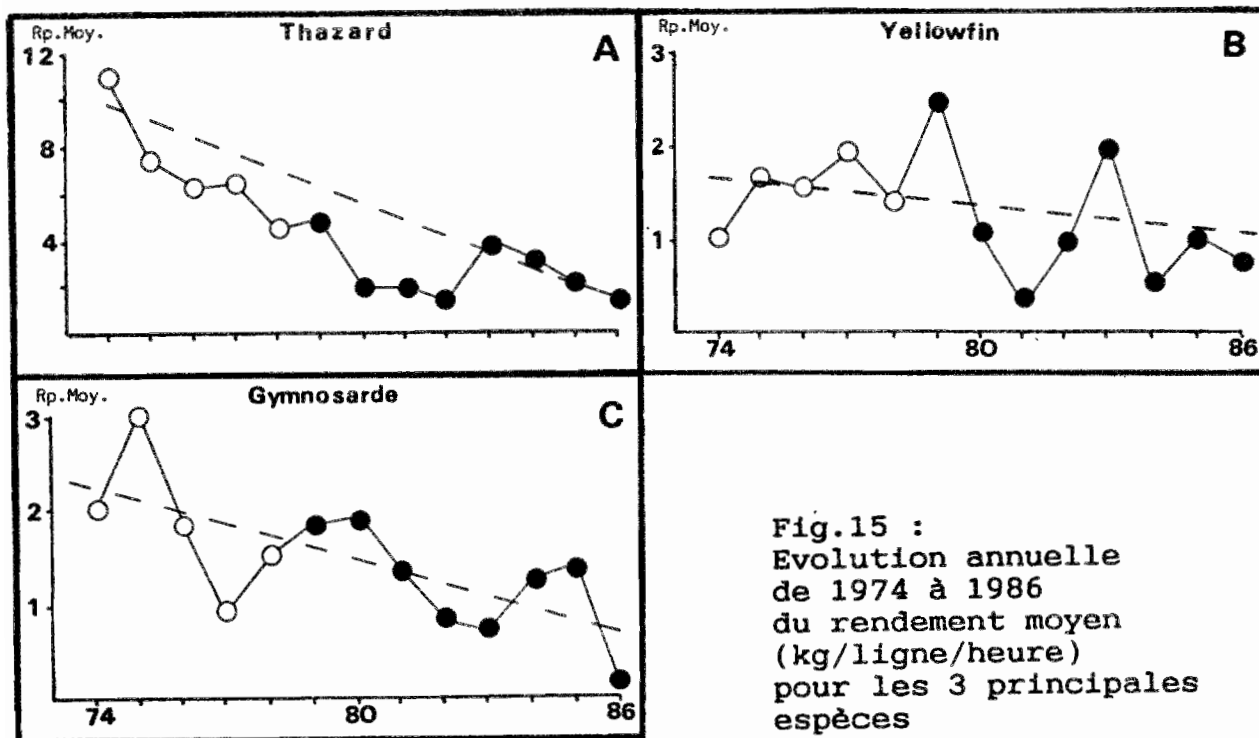 Rp.Moy. Thazard A
12
8
4
Rp.Moy. Yellowfin B
3
2
1
74 80 86
Rp.Moy. Gymnosarde C
3
2
1
74 80 86
Fig.15 :
Evolution annuelle
de 1974 à 1986
du rendement moyen
(kg/ligne/heure)
pour les 3 principales
espèces